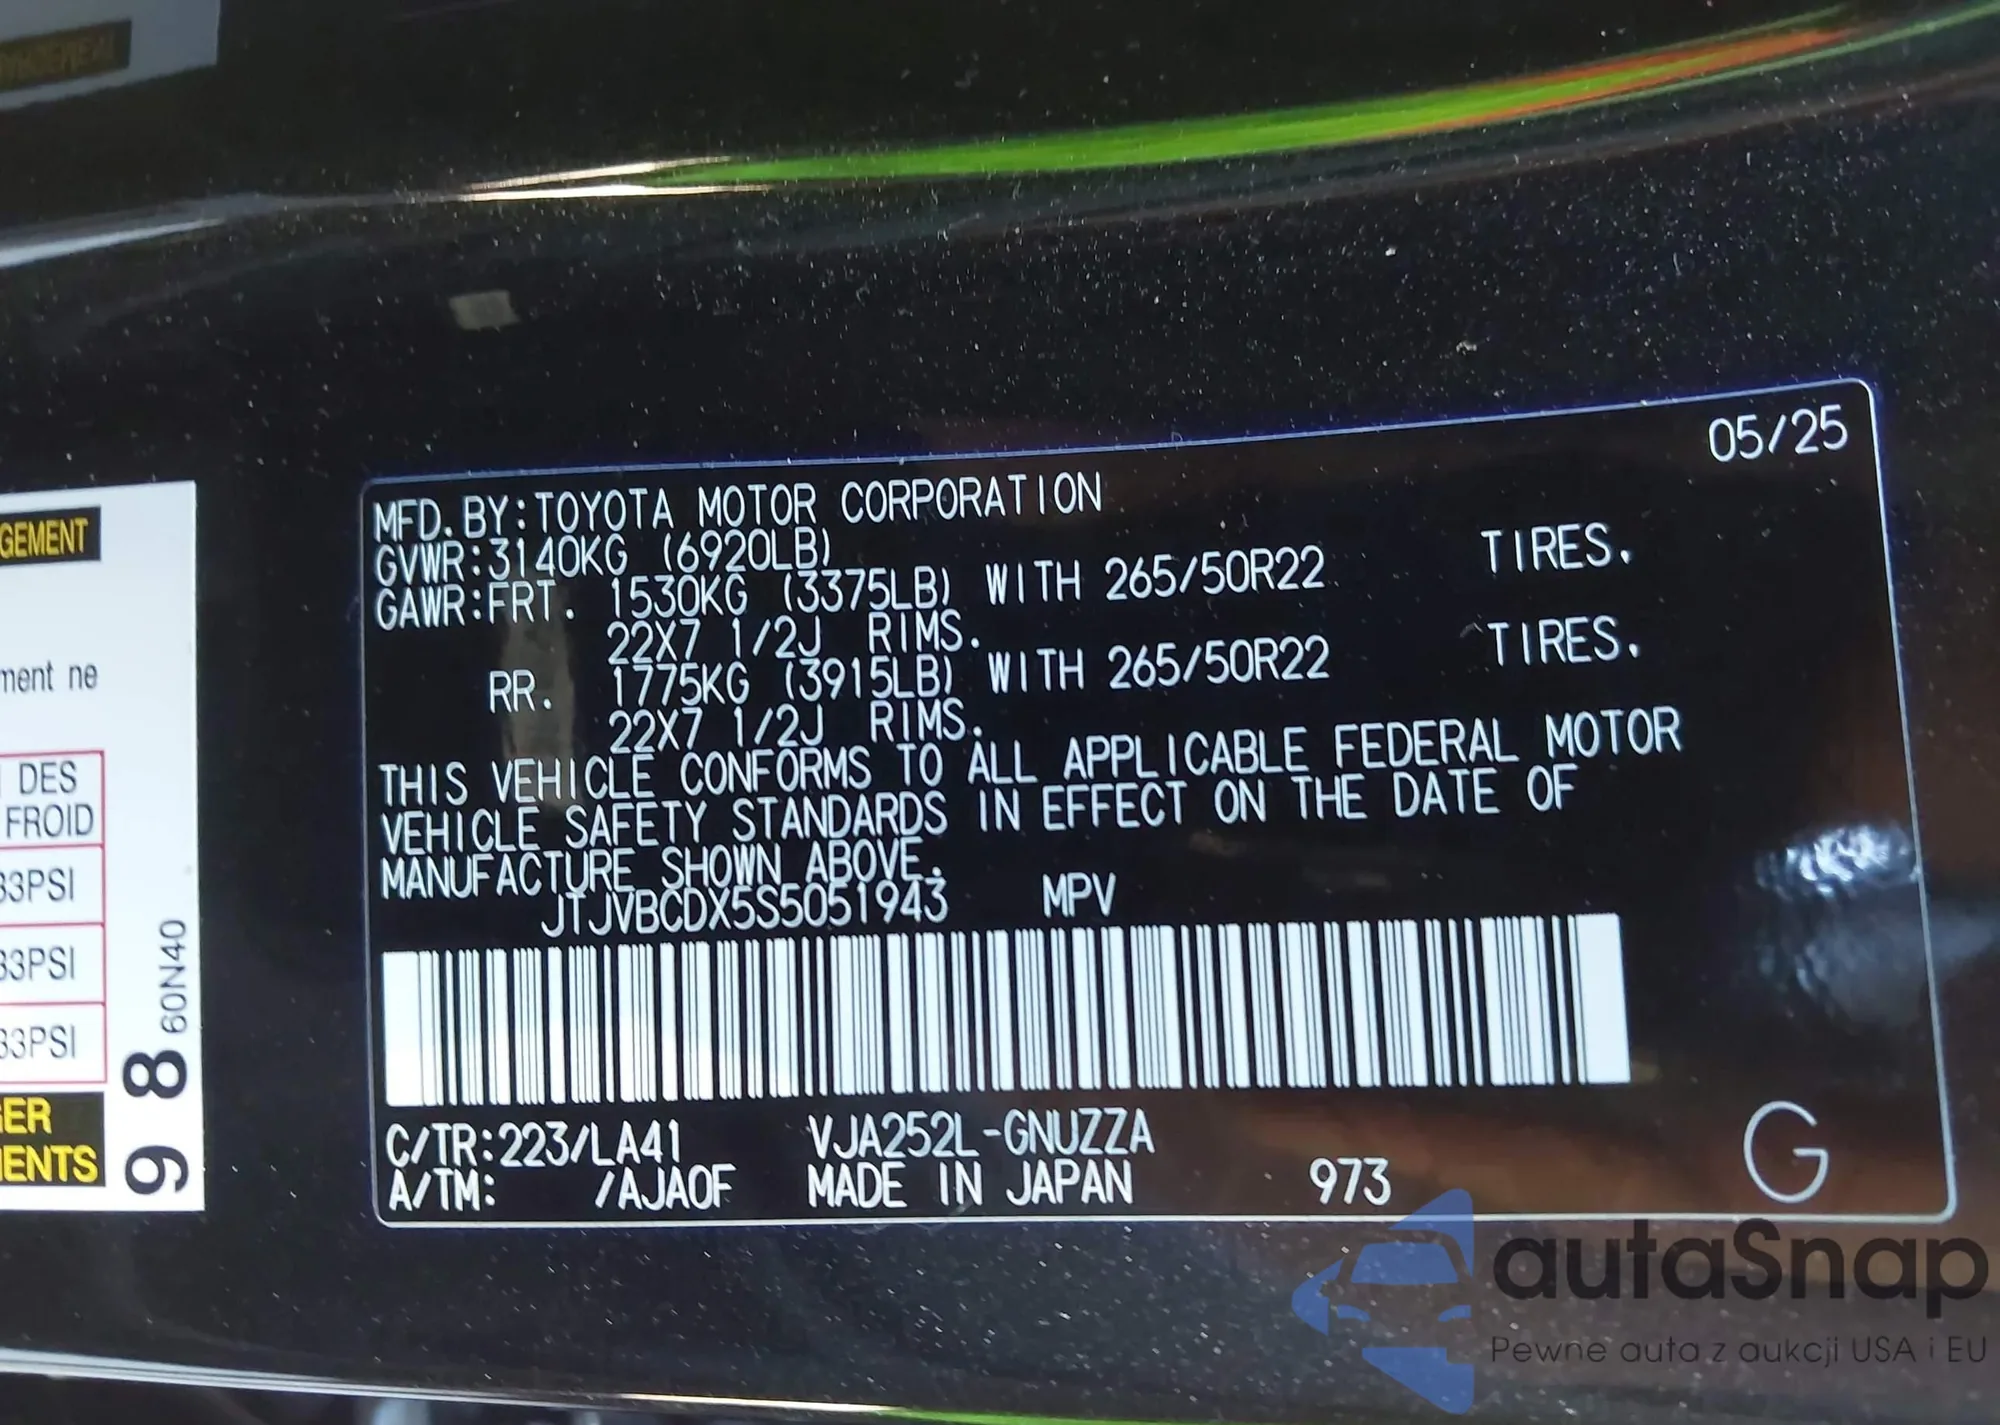 GEMENT
ment ne
DES
FROID
33PSI
33PSI
33PSI
GER
MENTS
98 60N40
05/25
MFD.BY:TOYOTA MOTOR CORPORATION
GVWR:3140KG (6920LB)
GAWR:FRT. 1530KG (3375LB) WITH 265/50R22 TIRES.
22X7 1/2J RIMS.
RR. 1775KG (3915LB) WITH 265/50R22 TIRES.
22X7 1/2J RIMS.
THIS VEHICLE CONFORMS TO ALL APPLICABLE FEDERAL MOTOR
VEHICLE SAFETY STANDARDS IN EFFECT ON THE DATE OF
MANUFACTURE SHOWN ABOVE.
JTJVBCDX5S5051943 MPV
C/TR:223/LA41 VJA252L-GNUZZA
A/TM: /AJA0F MADE IN JAPAN 973
G
autaSnap
Pewne auta z aukcji USA i EU